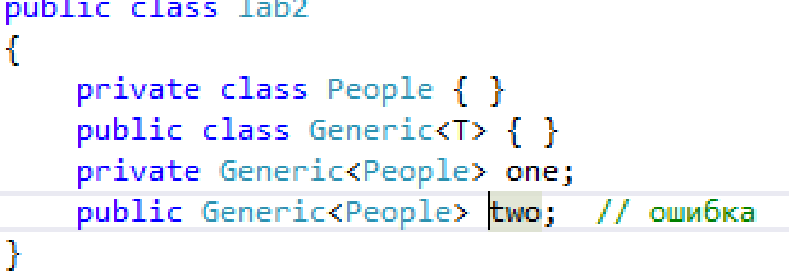 public class lab2
{
private class People { }
public class Generic<T> { }
private Generic<People> one;
public Generic<People> two; // ошибка
}